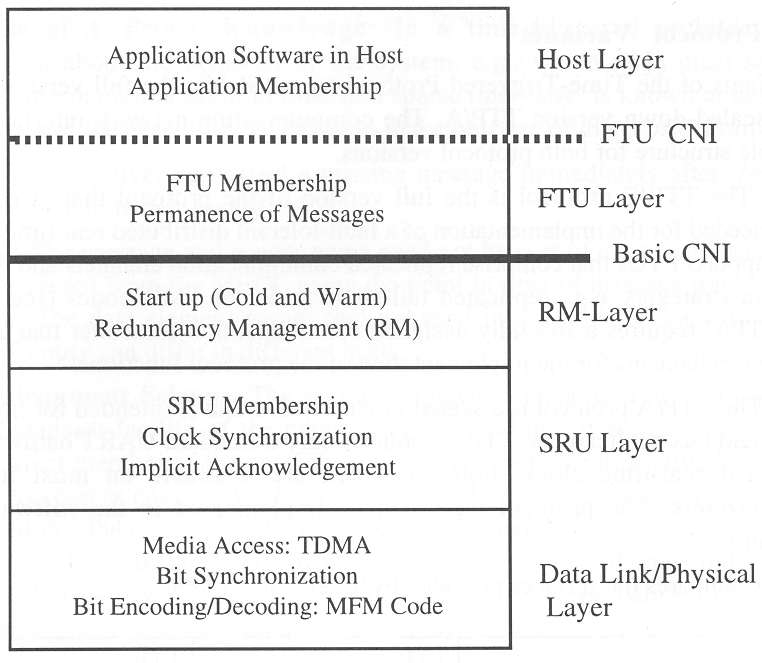 Application Software in Host
Application Membership
Host Layer
FTU CNI
FTU Membership
Permanence of Messages
FTU Layer
Basic CNI
Start up (Cold and Warm)
Redundancy Management (RM)
RM-Layer
SRU Membership
Clock Synchronization
Implicit Acknowledgement
SRU Layer
Media Access: TDMA
Bit Synchronization
Bit Encoding/Decoding: MFM Code
Data Link/Physical
Layer